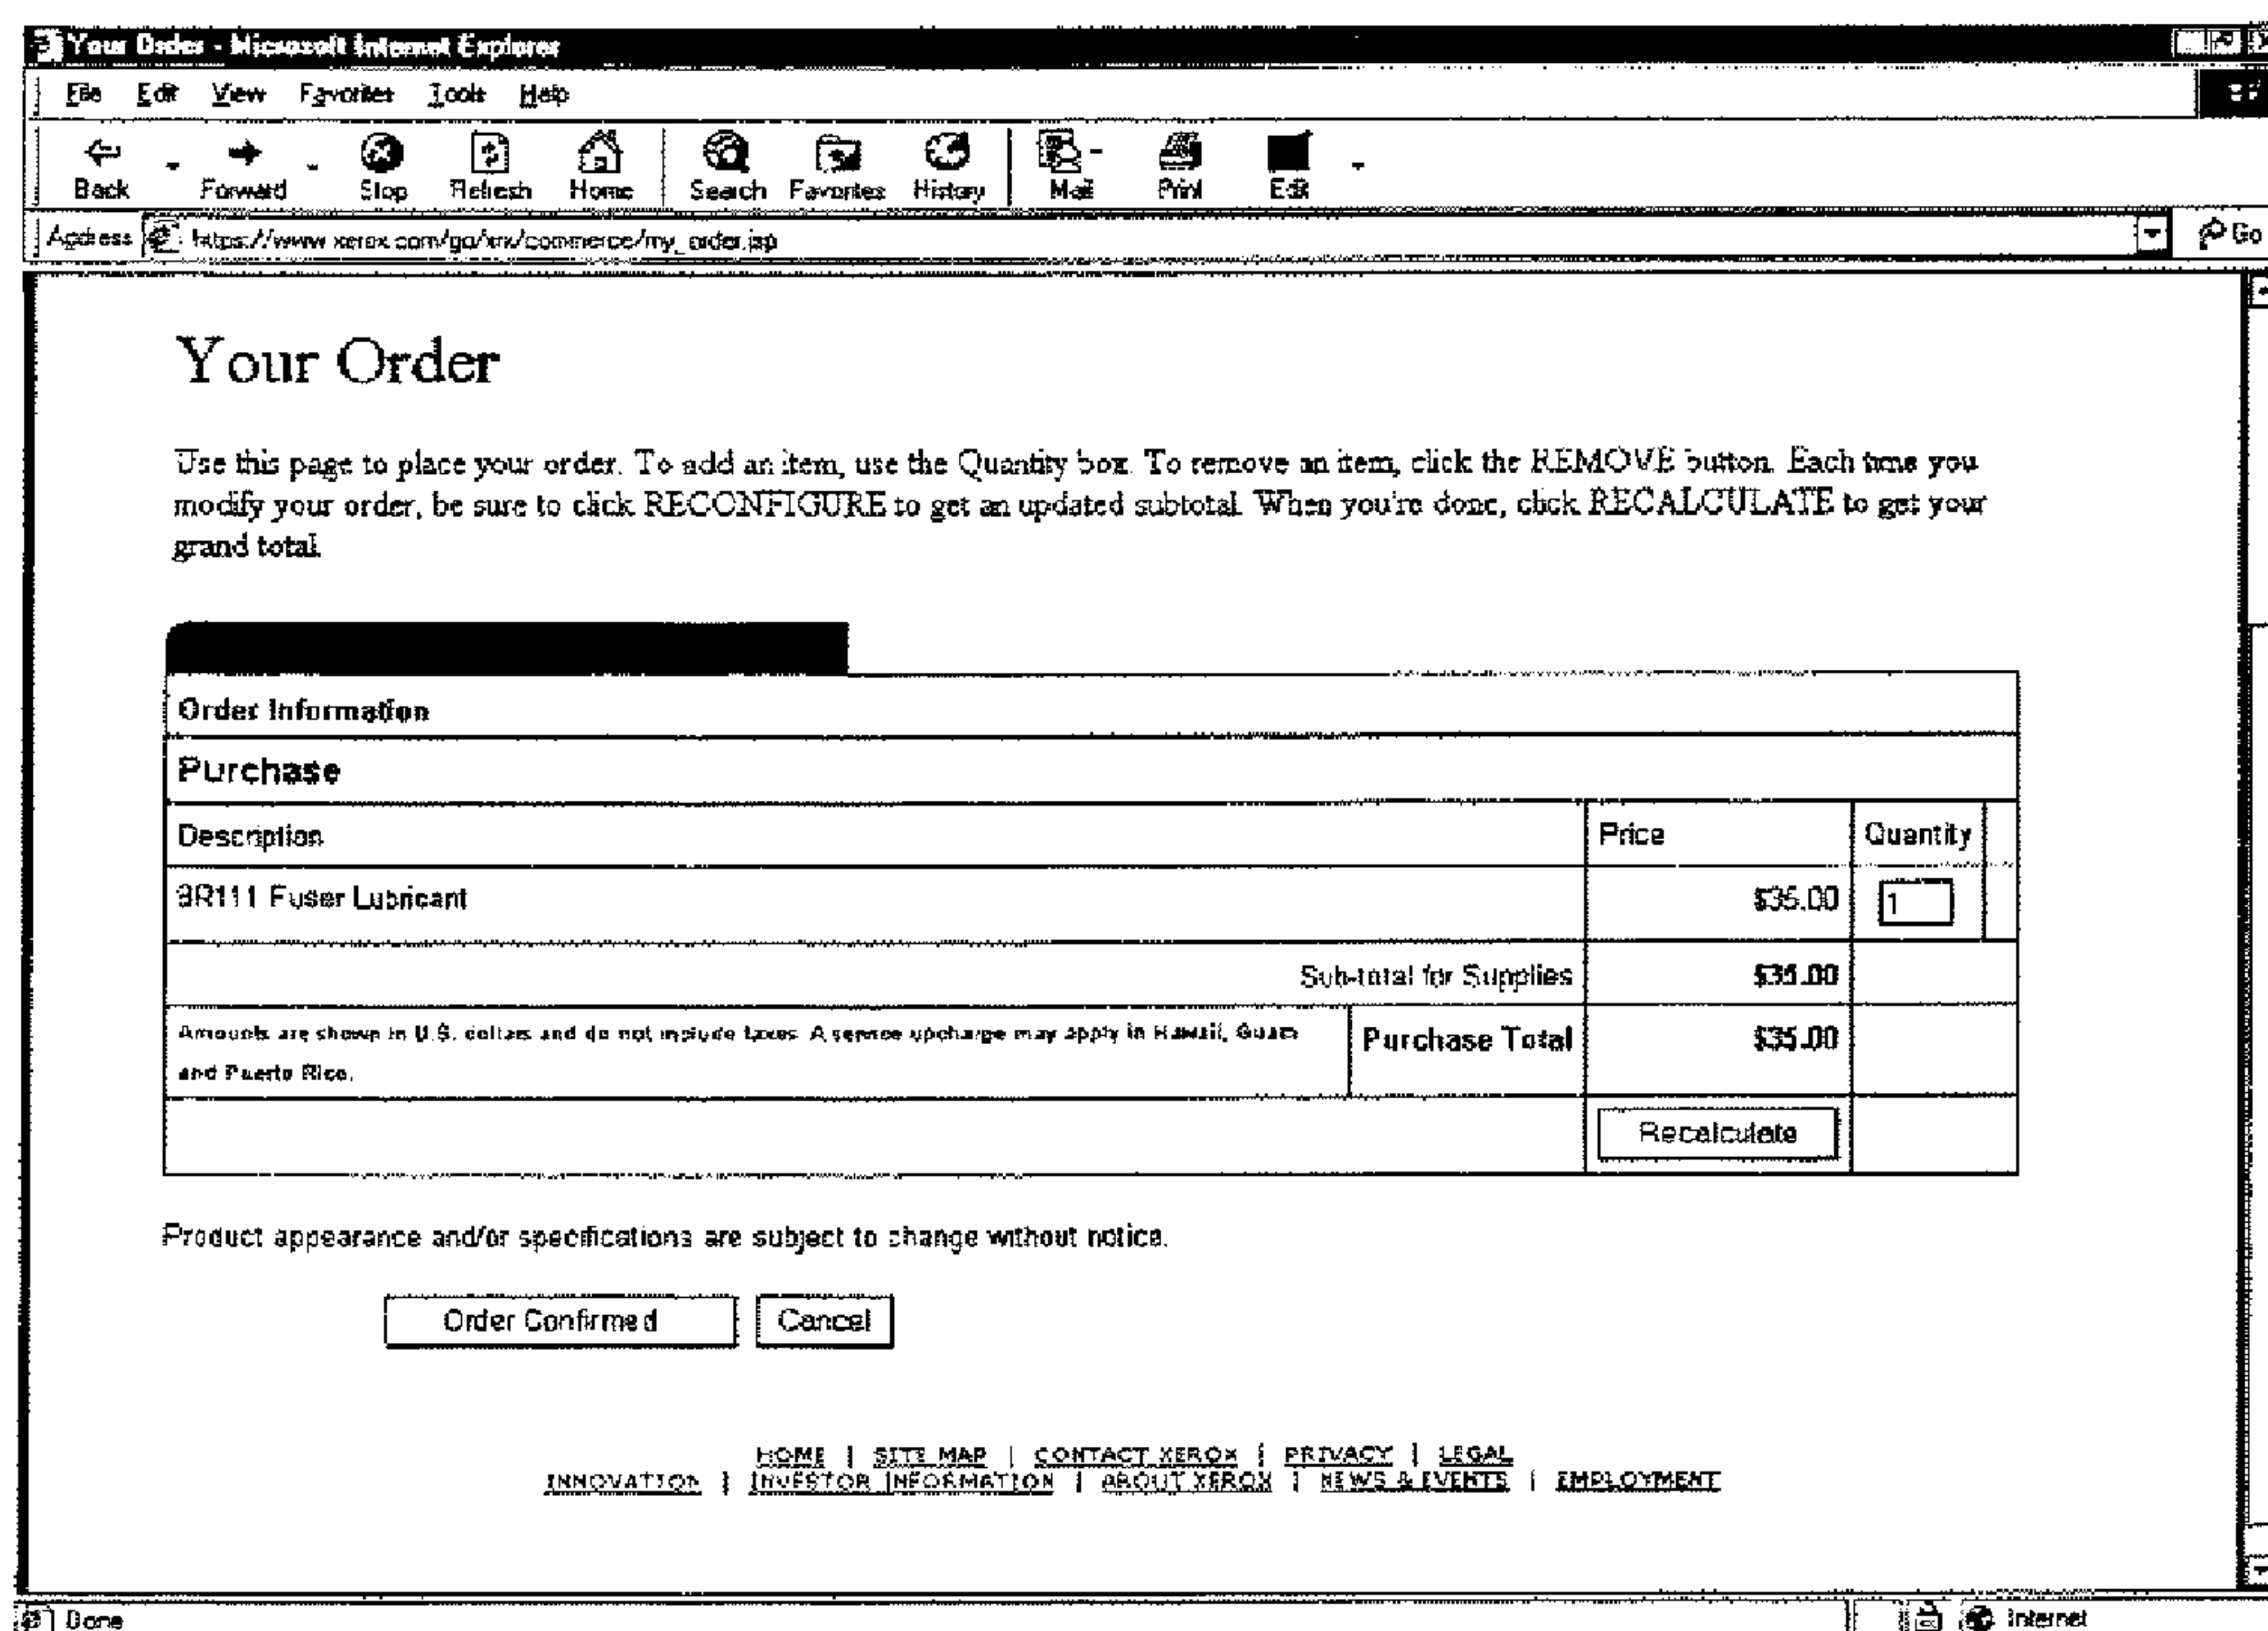 Your Order - Microsoft Internet Explorer
File Edit View Favorites Tools Help
Back Forward Stop Refresh Home Search Favorites History Mail Print Edit
Address https://www.xerox.com/go/xrx/commerce/my_order.jsp Go
Your Order
Use this page to place your order. To add an item, use the Quantity box. To remove an item, click the REMOVE button. Each time you
modify your order, be sure to click RECONFIGURE to get an updated subtotal. When you're done, click RECALCULATE to get your
grand total.
Order Information
Purchase
Description Price Quantity
8R111 Fuser Lubricant $35.00 1
Sub-total for Supplies $35.00
Amounts are shown in U.S. dollars and do not include taxes. A service upcharge may apply in Hawaii, Guam
and Puerto Rico.
Purchase Total $35.00
Recalculate
Product appearance and/or specifications are subject to change without notice.
Order Confirmed Cancel
HOME | SITE MAP | CONTACT XEROX | PRIVACY | LEGAL
INNOVATION | INVESTOR INFORMATION | ABOUT XEROX | NEWS & EVENTS | EMPLOYMENT
Done Internet